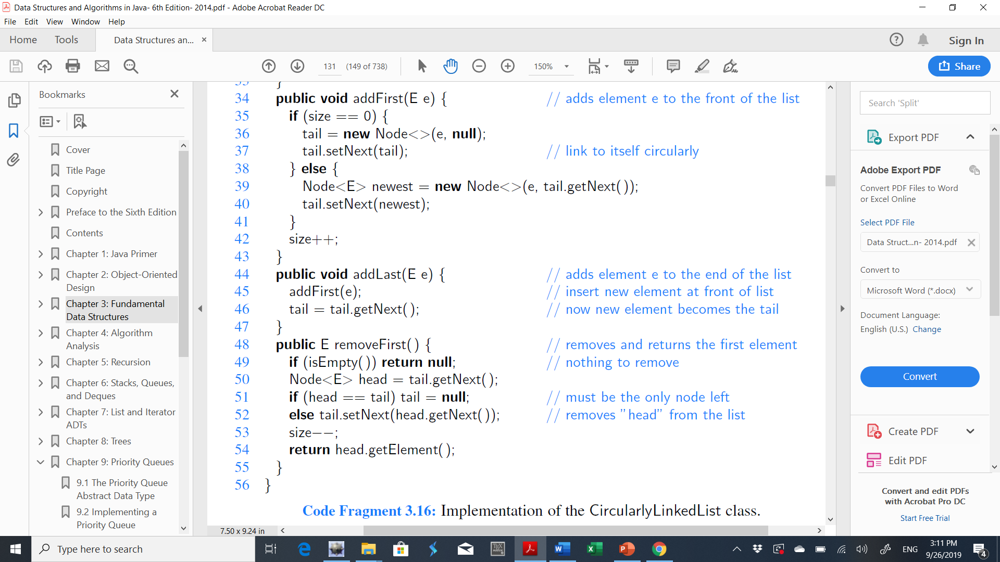 Data Structures and Algorithms in Java- 6th Edition- 2014.pdf - Adobe Acrobat Reader DC
File Edit View Window Help
Home Tools Data Structures an... × Sign In
131 (149 of 738) 150% Share
Bookmarks
Cover
Title Page
Copyright
Preface to the Sixth Edition
Contents
Chapter 1: Java Primer
Chapter 2: Object-Oriented
Design
Chapter 3: Fundamental
Data Structures
Chapter 4: Algorithm
Analysis
Chapter 5: Recursion
Chapter 6: Stacks, Queues,
and Deques
Chapter 7: List and Iterator
ADTs
Chapter 8: Trees
Chapter 9: Priority Queues
9.1 The Priority Queue
Abstract Data Type
9.2 Implementing a
Priority Queue
34 public void addFirst(E e) { // adds element e to the front of the list
35 if (size == 0) {
36 tail = new Node<>(e, null);
37 tail.setNext(tail); // link to itself circularly
38 } else {
39 Node<E> newest = new Node<>(e, tail.getNext());
40 tail.setNext(newest);
41 }
42 size++;
43 }
44 public void addLast(E e) { // adds element e to the end of the list
45 addFirst(e); // insert new element at front of list
46 tail = tail.getNext(); // now new element becomes the tail
47 }
48 public E removeFirst() { // removes and returns the first element
49 if (isEmpty()) return null; // nothing to remove
50 Node<E> head = tail.getNext();
51 if (head == tail) tail = null; // must be the only node left
52 else tail.setNext(head.getNext()); // removes "head" from the list
53 size−−;
54 return head.getElement();
55 }
56 }
Code Fragment 3.16: Implementation of the CircularlyLinkedList class.
7.50 x 9.24 in
Search 'Split'
Export PDF
Adobe Export PDF
Convert PDF Files to Word
or Excel Online
Select PDF File
Data Struct...n- 2014.pdf
Convert to
Microsoft Word (*.docx)
Document Language:
English (U.S.) Change
Convert
Create PDF
Edit PDF
Convert and edit PDFs
with Acrobat Pro DC
Start Free Trial
Type here to search
ENG
3:11 PM
9/26/2019
4